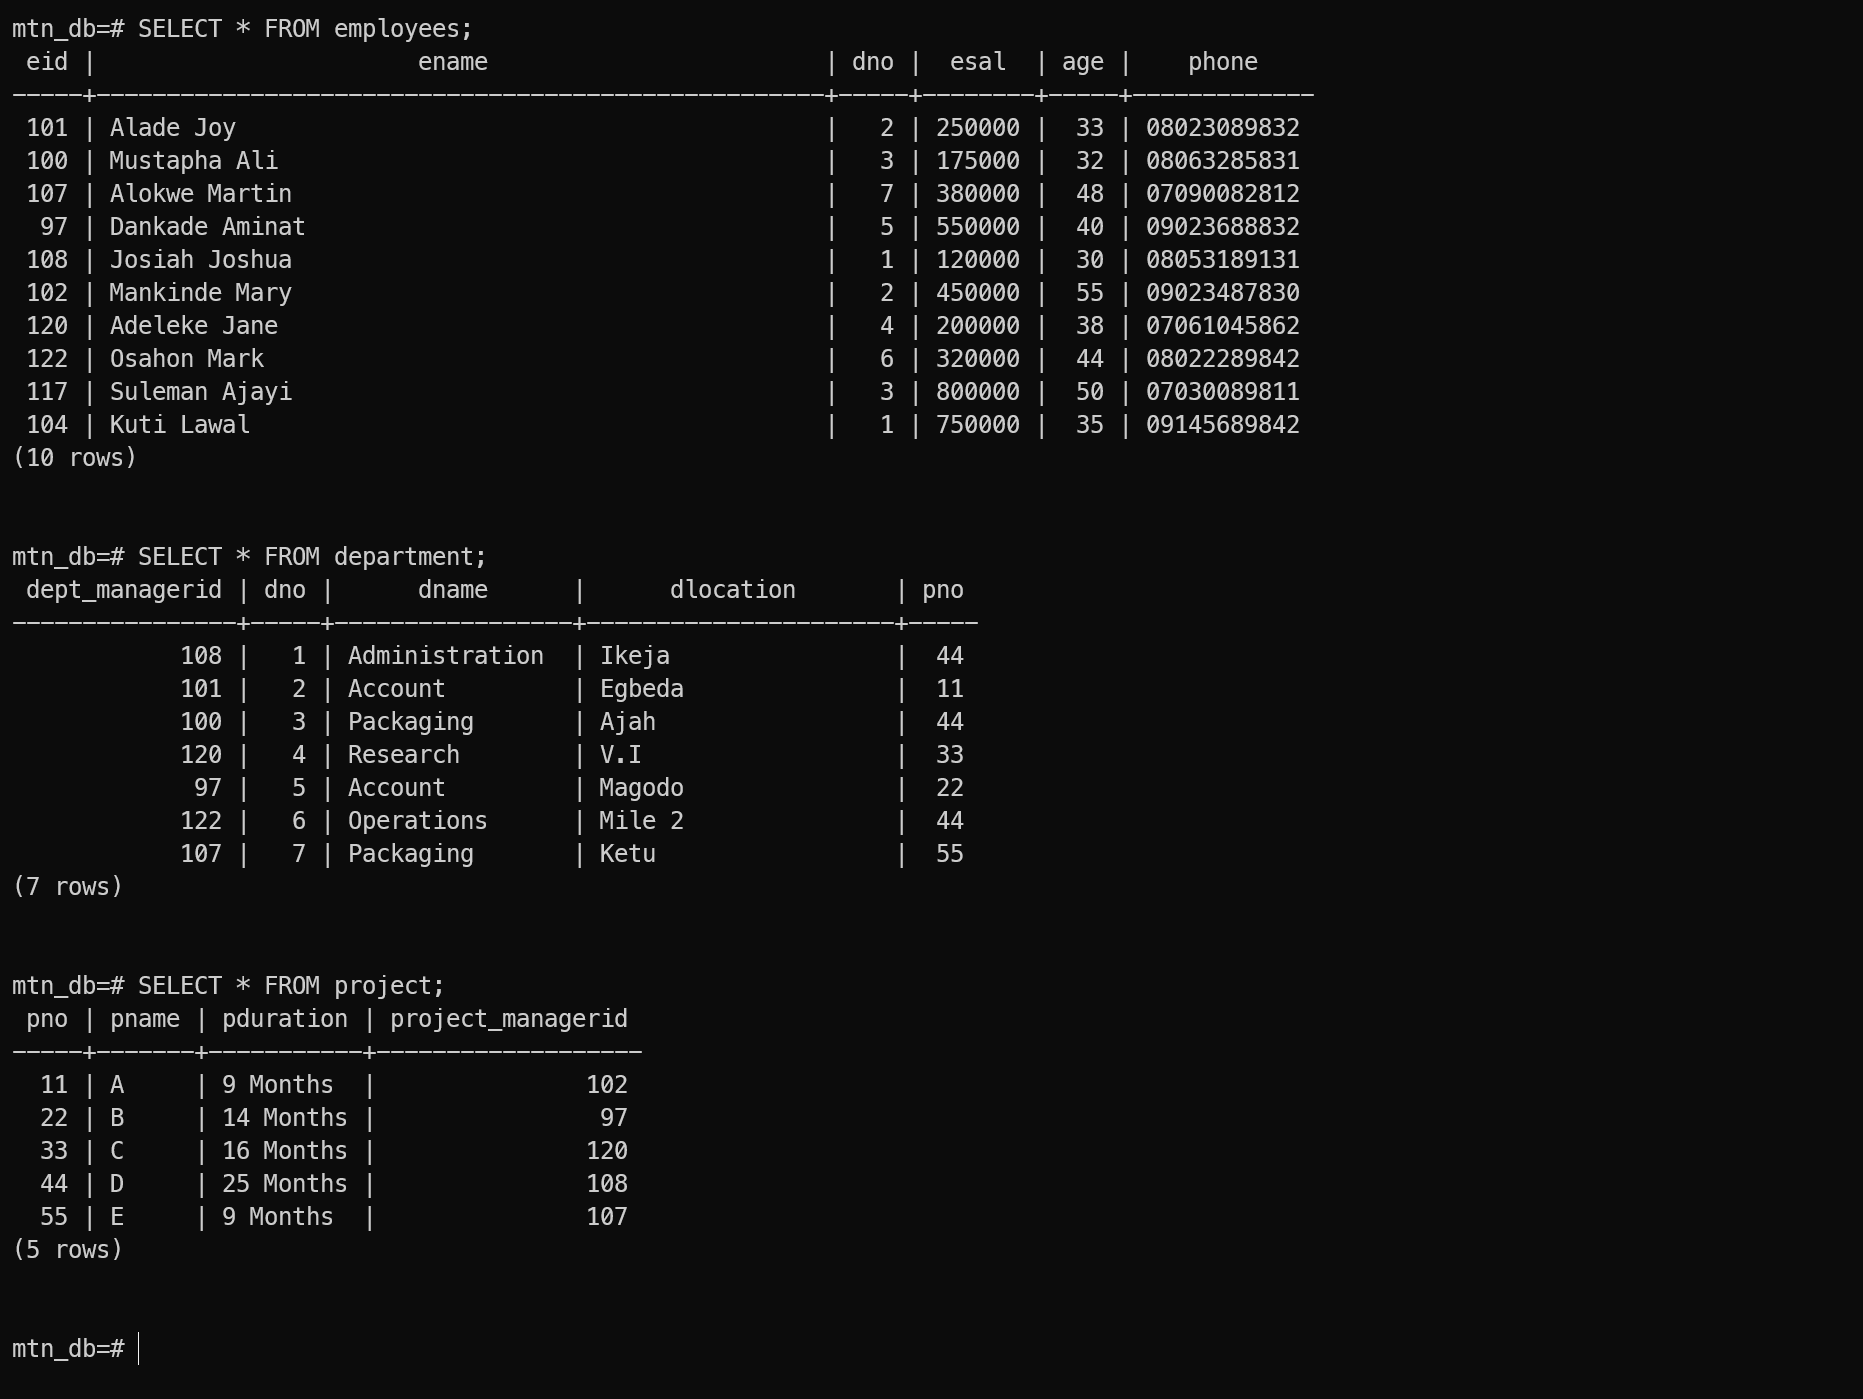 mtn_db=# SELECT * FROM employees;
 eid |                       ename                        | dno |  esal  | age |    phone
-----+----------------------------------------------------+-----+--------+-----+-------------
 101 | Alade Joy                                          |   2 | 250000 |  33 | 08023089832
 100 | Mustapha Ali                                       |   3 | 175000 |  32 | 08063285831
 107 | Alokwe Martin                                      |   7 | 380000 |  48 | 07090082812
  97 | Dankade Aminat                                     |   5 | 550000 |  40 | 09023688832
 108 | Josiah Joshua                                      |   1 | 120000 |  30 | 08053189131
 102 | Mankinde Mary                                      |   2 | 450000 |  55 | 09023487830
 120 | Adeleke Jane                                       |   4 | 200000 |  38 | 07061045862
 122 | Osahon Mark                                        |   6 | 320000 |  44 | 08022289842
 117 | Suleman Ajayi                                      |   3 | 800000 |  50 | 07030089811
 104 | Kuti Lawal                                         |   1 | 750000 |  35 | 09145689842
(10 rows)

mtn_db=# SELECT * FROM department;
 dept_managerid | dno |      dname      |      dlocation       | pno
----------------+-----+-----------------+----------------------+-----
            108 |   1 | Administration  | Ikeja                |  44
            101 |   2 | Account         | Egbeda               |  11
            100 |   3 | Packaging       | Ajah                 |  44
            120 |   4 | Research        | V.I                  |  33
             97 |   5 | Account         | Magodo               |  22
            122 |   6 | Operations      | Mile 2               |  44
            107 |   7 | Packaging       | Ketu                 |  55
(7 rows)

mtn_db=# SELECT * FROM project;
 pno | pname | pduration | project_managerid
-----+-------+-----------+-------------------
  11 | A     | 9 Months  |               102
  22 | B     | 14 Months |                97
  33 | C     | 16 Months |               120
  44 | D     | 25 Months |               108
  55 | E     | 9 Months  |               107
(5 rows)

mtn_db=#